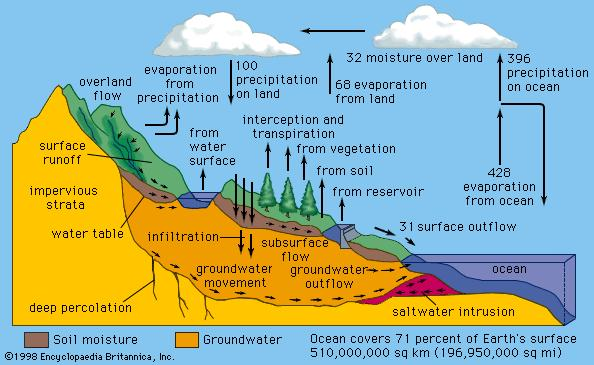 32 moisture over land
396
precipitation
on ocean
100
precipitation
on land
evaporation
from
precipitation
overland
flow
68 evaporation
from land
interception and
transpiration
from vegetation
from
water
surface
surface
runoff
from soil
428
evaporation
from ocean
impervious
strata
from reservoir
water table
infiltration
subsurface
flow
31 surface outflow
groundwater
movement
groundwater
outflow
ocean
deep percolation
saltwater intrusion
Soil moisture
Groundwater
Ocean covers 71 percent of Earth's surface
510,000,000 sq km (196,950,000 sq mi)
©1998 Encyclopaedia Britannica, Inc.